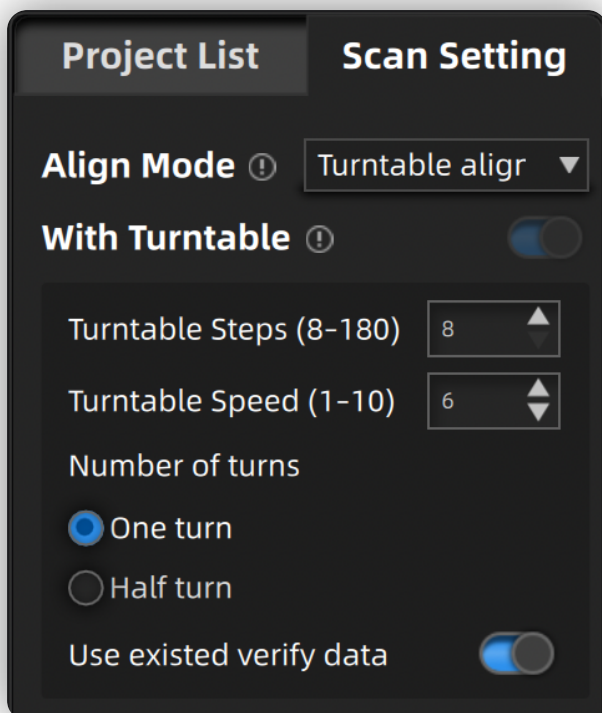 Project List Scan Setting
Align Mode Turntable aligr
With Turntable
Turntable Steps (8-180) 8
Turntable Speed (1-10) 6
Number of turns
One turn
Half turn
Use existed verify data